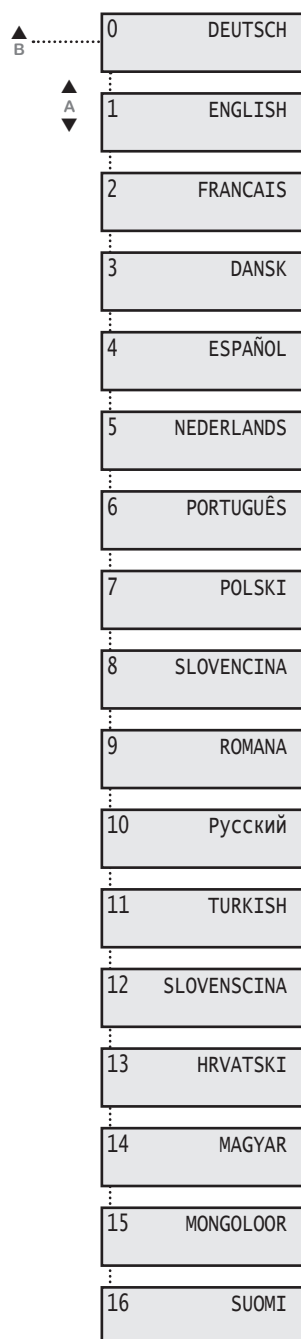 0 DEUTSCH
B
A
1 ENGLISH
2 FRANCAIS
3 DANSK
4 ESPAÑOL
5 NEDERLANDS
6 PORTUGUÊS
7 POLSKI
8 SLOVENCINA
9 ROMANA
10 Русский
11 TURKISH
12 SLOVENSCINA
13 HRVATSKI
14 MAGYAR
15 MONGOLOOR
16 SUOMI